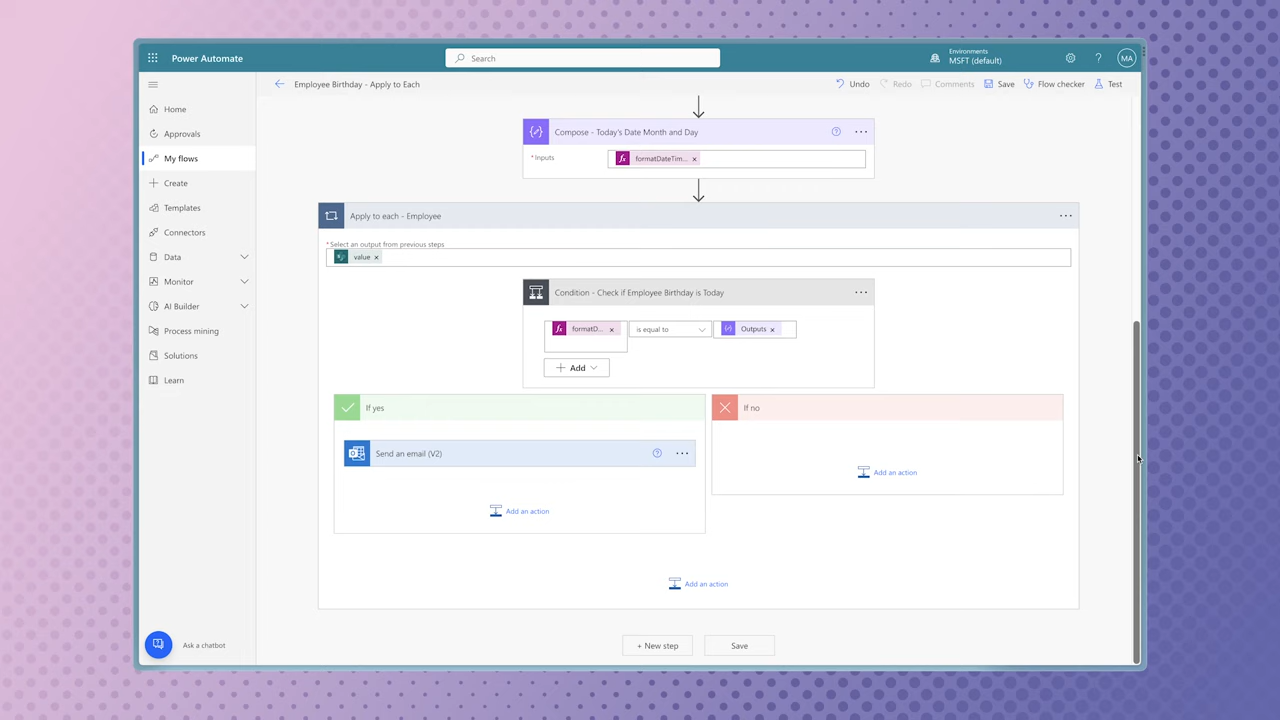 Power Automate
Search
Environments
MSFT (default)
?
MA
Employee Birthday - Apply to Each
Undo
Redo
Comments
Save
Flow checker
Test
Home
Approvals
My flows
Create
Templates
Connectors
Data
Monitor
AI Builder
Process mining
Solutions
Learn
Ask a chatbot
Compose - Today's Date Month and Day
* Inputs
fx formatDateTim... ×
Apply to each - Employee
* Select an output from previous steps
value ×
Condition - Check if Employee Birthday is Today
fx formatD... ×
is equal to
Outputs ×
+ Add
If yes
If no
Send an email (V2)
Add an action
Add an action
Add an action
+ New step
Save